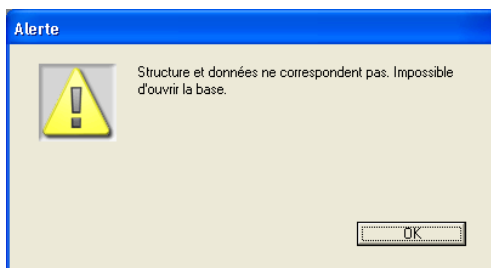 Alerte
Structure et données ne correspondent pas. Impossible
d'ouvrir la base.
OK